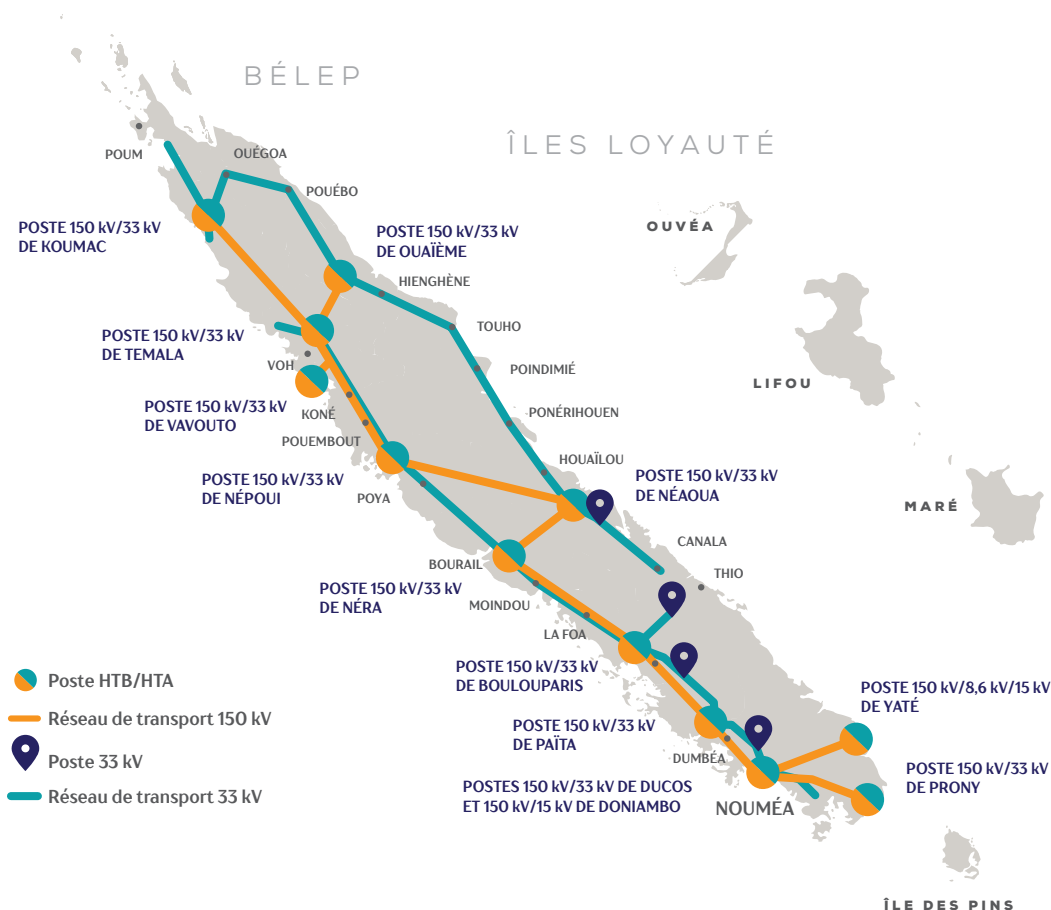 BÉLEP
ÎLES LOYAUTÉ
POUM
OUÉGOA
POUÉBO
OUVÉA
POSTE 150 kV/33 kV
DE KOUMAC
POSTE 150 kV/33 kV
DE OUAÏÈME
HIENGHÈNE
TOUHO
POSTE 150 kV/33 kV
DE TEMALA
VOH
POINDIMIÉ
LIFOU
POSTE 150 kV/33 kV
DE VAVOUTO
KONÉ
PONÉRIHOUEN
POUEMBOUT
HOUAÏLOU
POSTE 150 kV/33 kV
DE NÉPOUI
POYA
POSTE 150 kV/33 kV
DE NÉAOUA
MARÉ
CANALA
THIO
BOURAIL
POSTE 150 kV/33 kV
DE NÉRA
MOINDOU
LA FOA
POSTE 150 kV/33 kV
DE BOULOUPARIS
POSTE 150 kV/8,6 kV/15 kV
DE YATÉ
POSTE 150 kV/33 kV
DE PAÏTA
DUMBÉA
POSTE 150 kV/33 kV
DE PRONY
POSTES 150 kV/33 kV DE DUCOS
ET 150 kV/15 kV DE DONIAMBO
NOUMÉA
Poste HTB/HTA
Réseau de transport 150 kV
Poste 33 kV
Réseau de transport 33 kV
ÎLE DES PINS